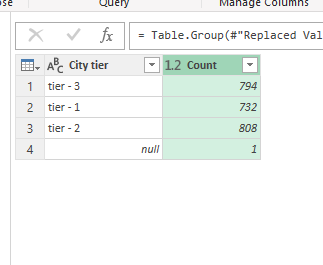 Query
Manage Columns
fx
= Table.Group(#"Replaced Val
ABC City tier
1.2 Count
1 tier - 3 794
2 tier - 1 732
3 tier - 2 808
4 null 1